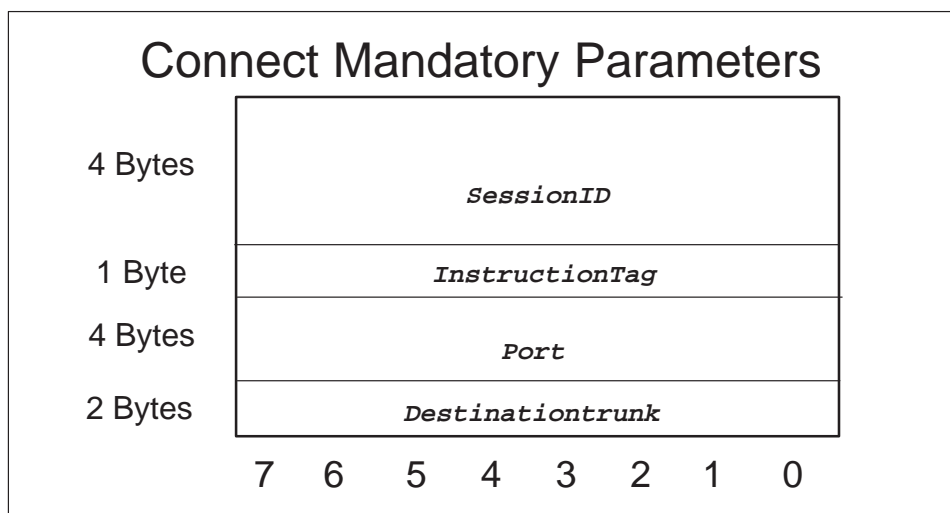 Connect Mandatory Parameters
4 Bytes
SessionID
1 Byte
InstructionTag
4 Bytes
Port
2 Bytes
Destinationtrunk
7 6 5 4 3 2 1 0